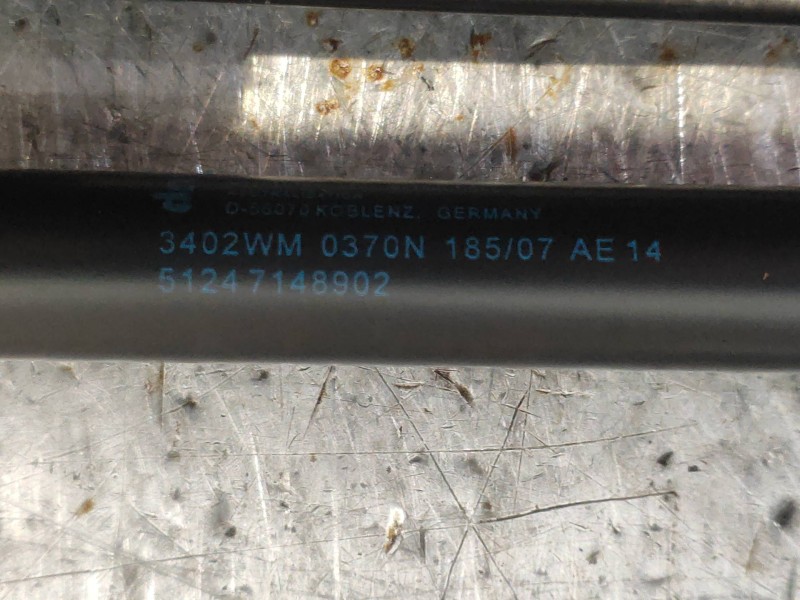 D-56070 KOBLENZ, GERMANY
3402WM 0370N 185/07 AE 14
51247148902